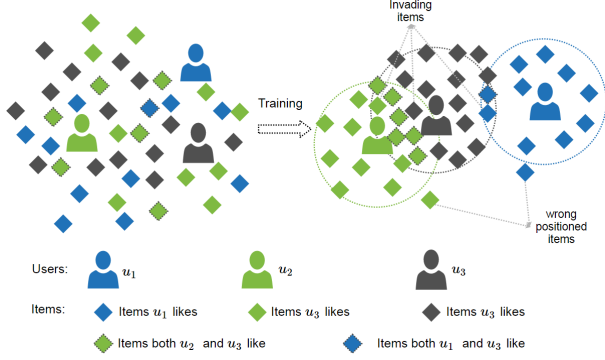 Invading
items
Training
wrong
positioned
items
Users: u1 u2 u3
Items: Items u1 likes Items u3 likes Items u3 likes
Items both u2 and u3 like Items both u1 and u3 like